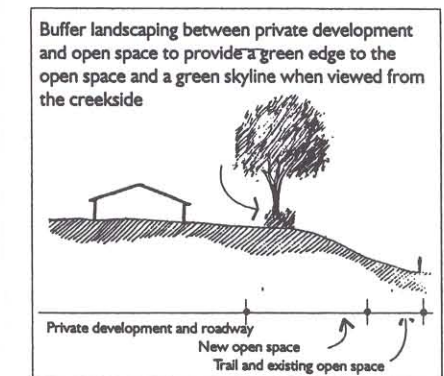 Buffer landscaping between private development
and open space to provide a green edge to the
open space and a green skyline when viewed from
the creekside
Private development and roadway
New open space
Trail and existing open space